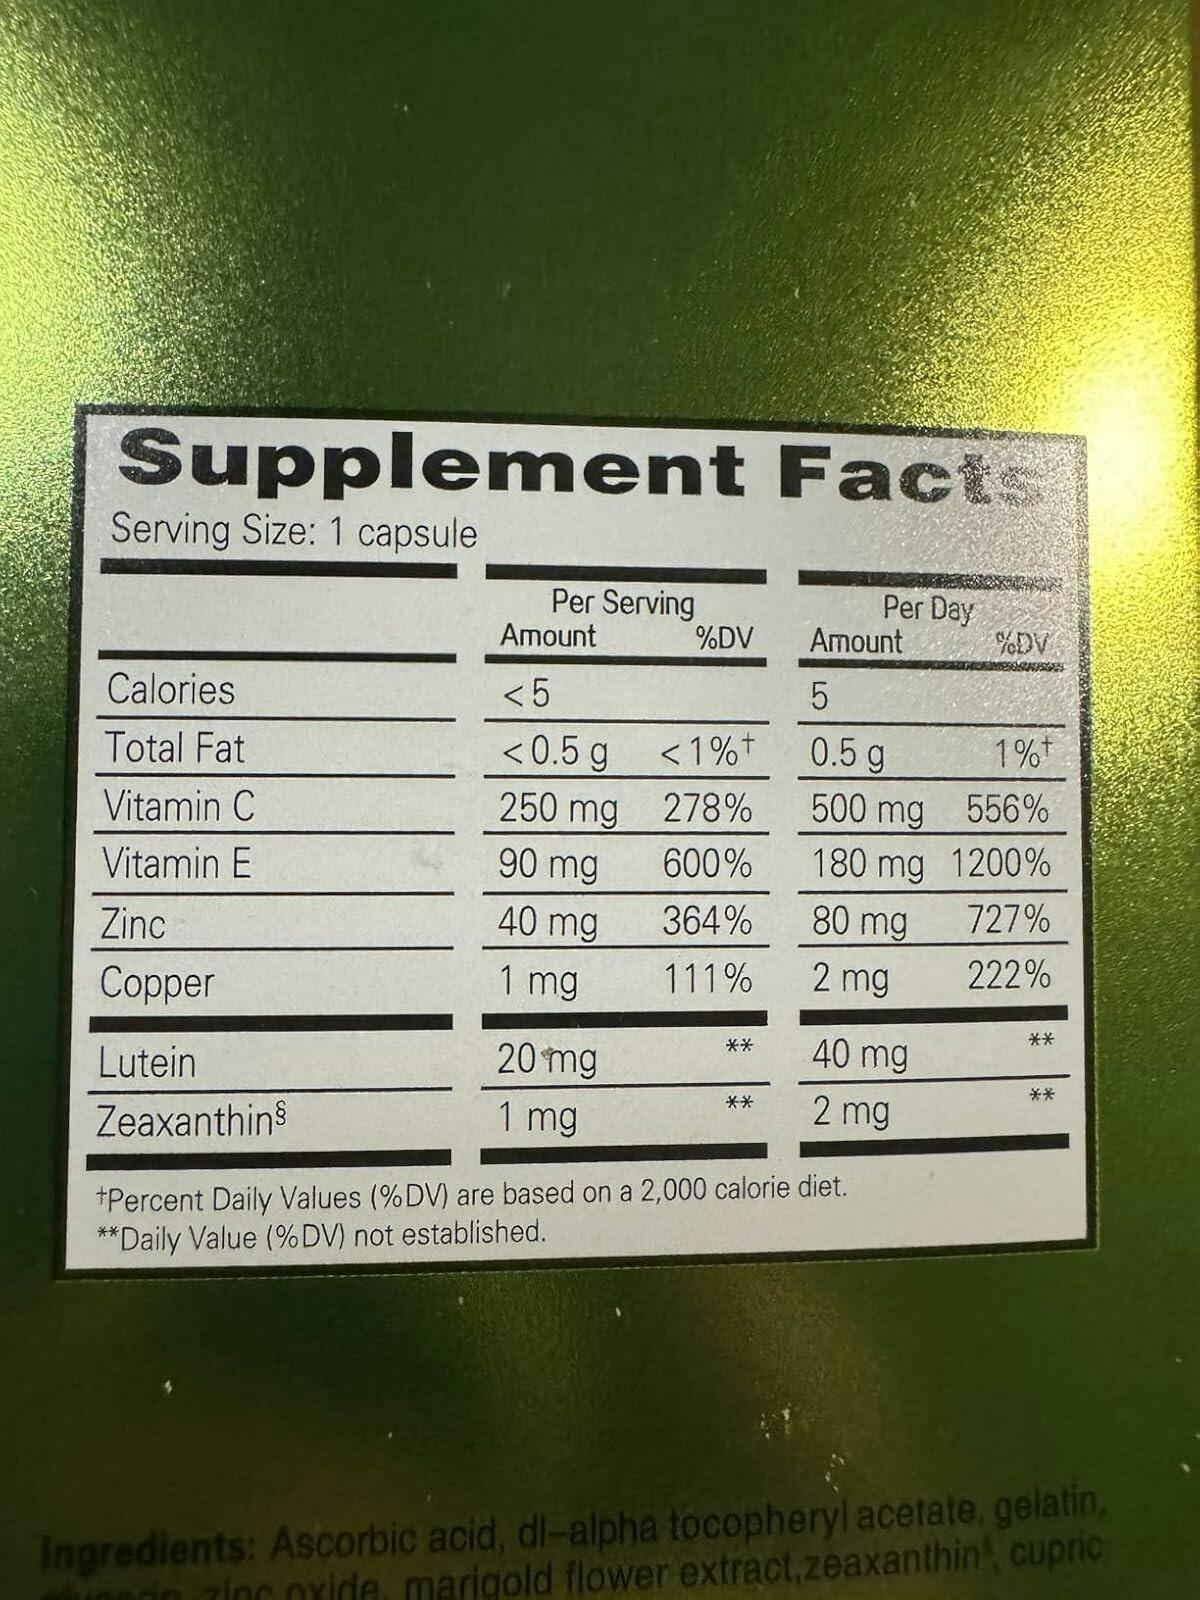 Supplement Facts
Serving Size: 1 capsule
Per Serving Per Day
Amount %DV Amount %DV
Calories <5 5
Total Fat <0.5 g <1%† 0.5 g 1%†
Vitamin C 250 mg 278% 500 mg 556%
Vitamin E 90 mg 600% 180 mg 1200%
Zinc 40 mg 364% 80 mg 727%
Copper 1 mg 111% 2 mg 222%
Lutein 20 mg ** 40 mg **
Zeaxanthin§ 1 mg ** 2 mg **
†Percent Daily Values (%DV) are based on a 2,000 calorie diet.
**Daily Value (%DV) not established.
Ingredients: Ascorbic acid, dl-alpha tocopheryl acetate, gelatin,
zinc oxide, marigold flower extract,zeaxanthin§, cupric